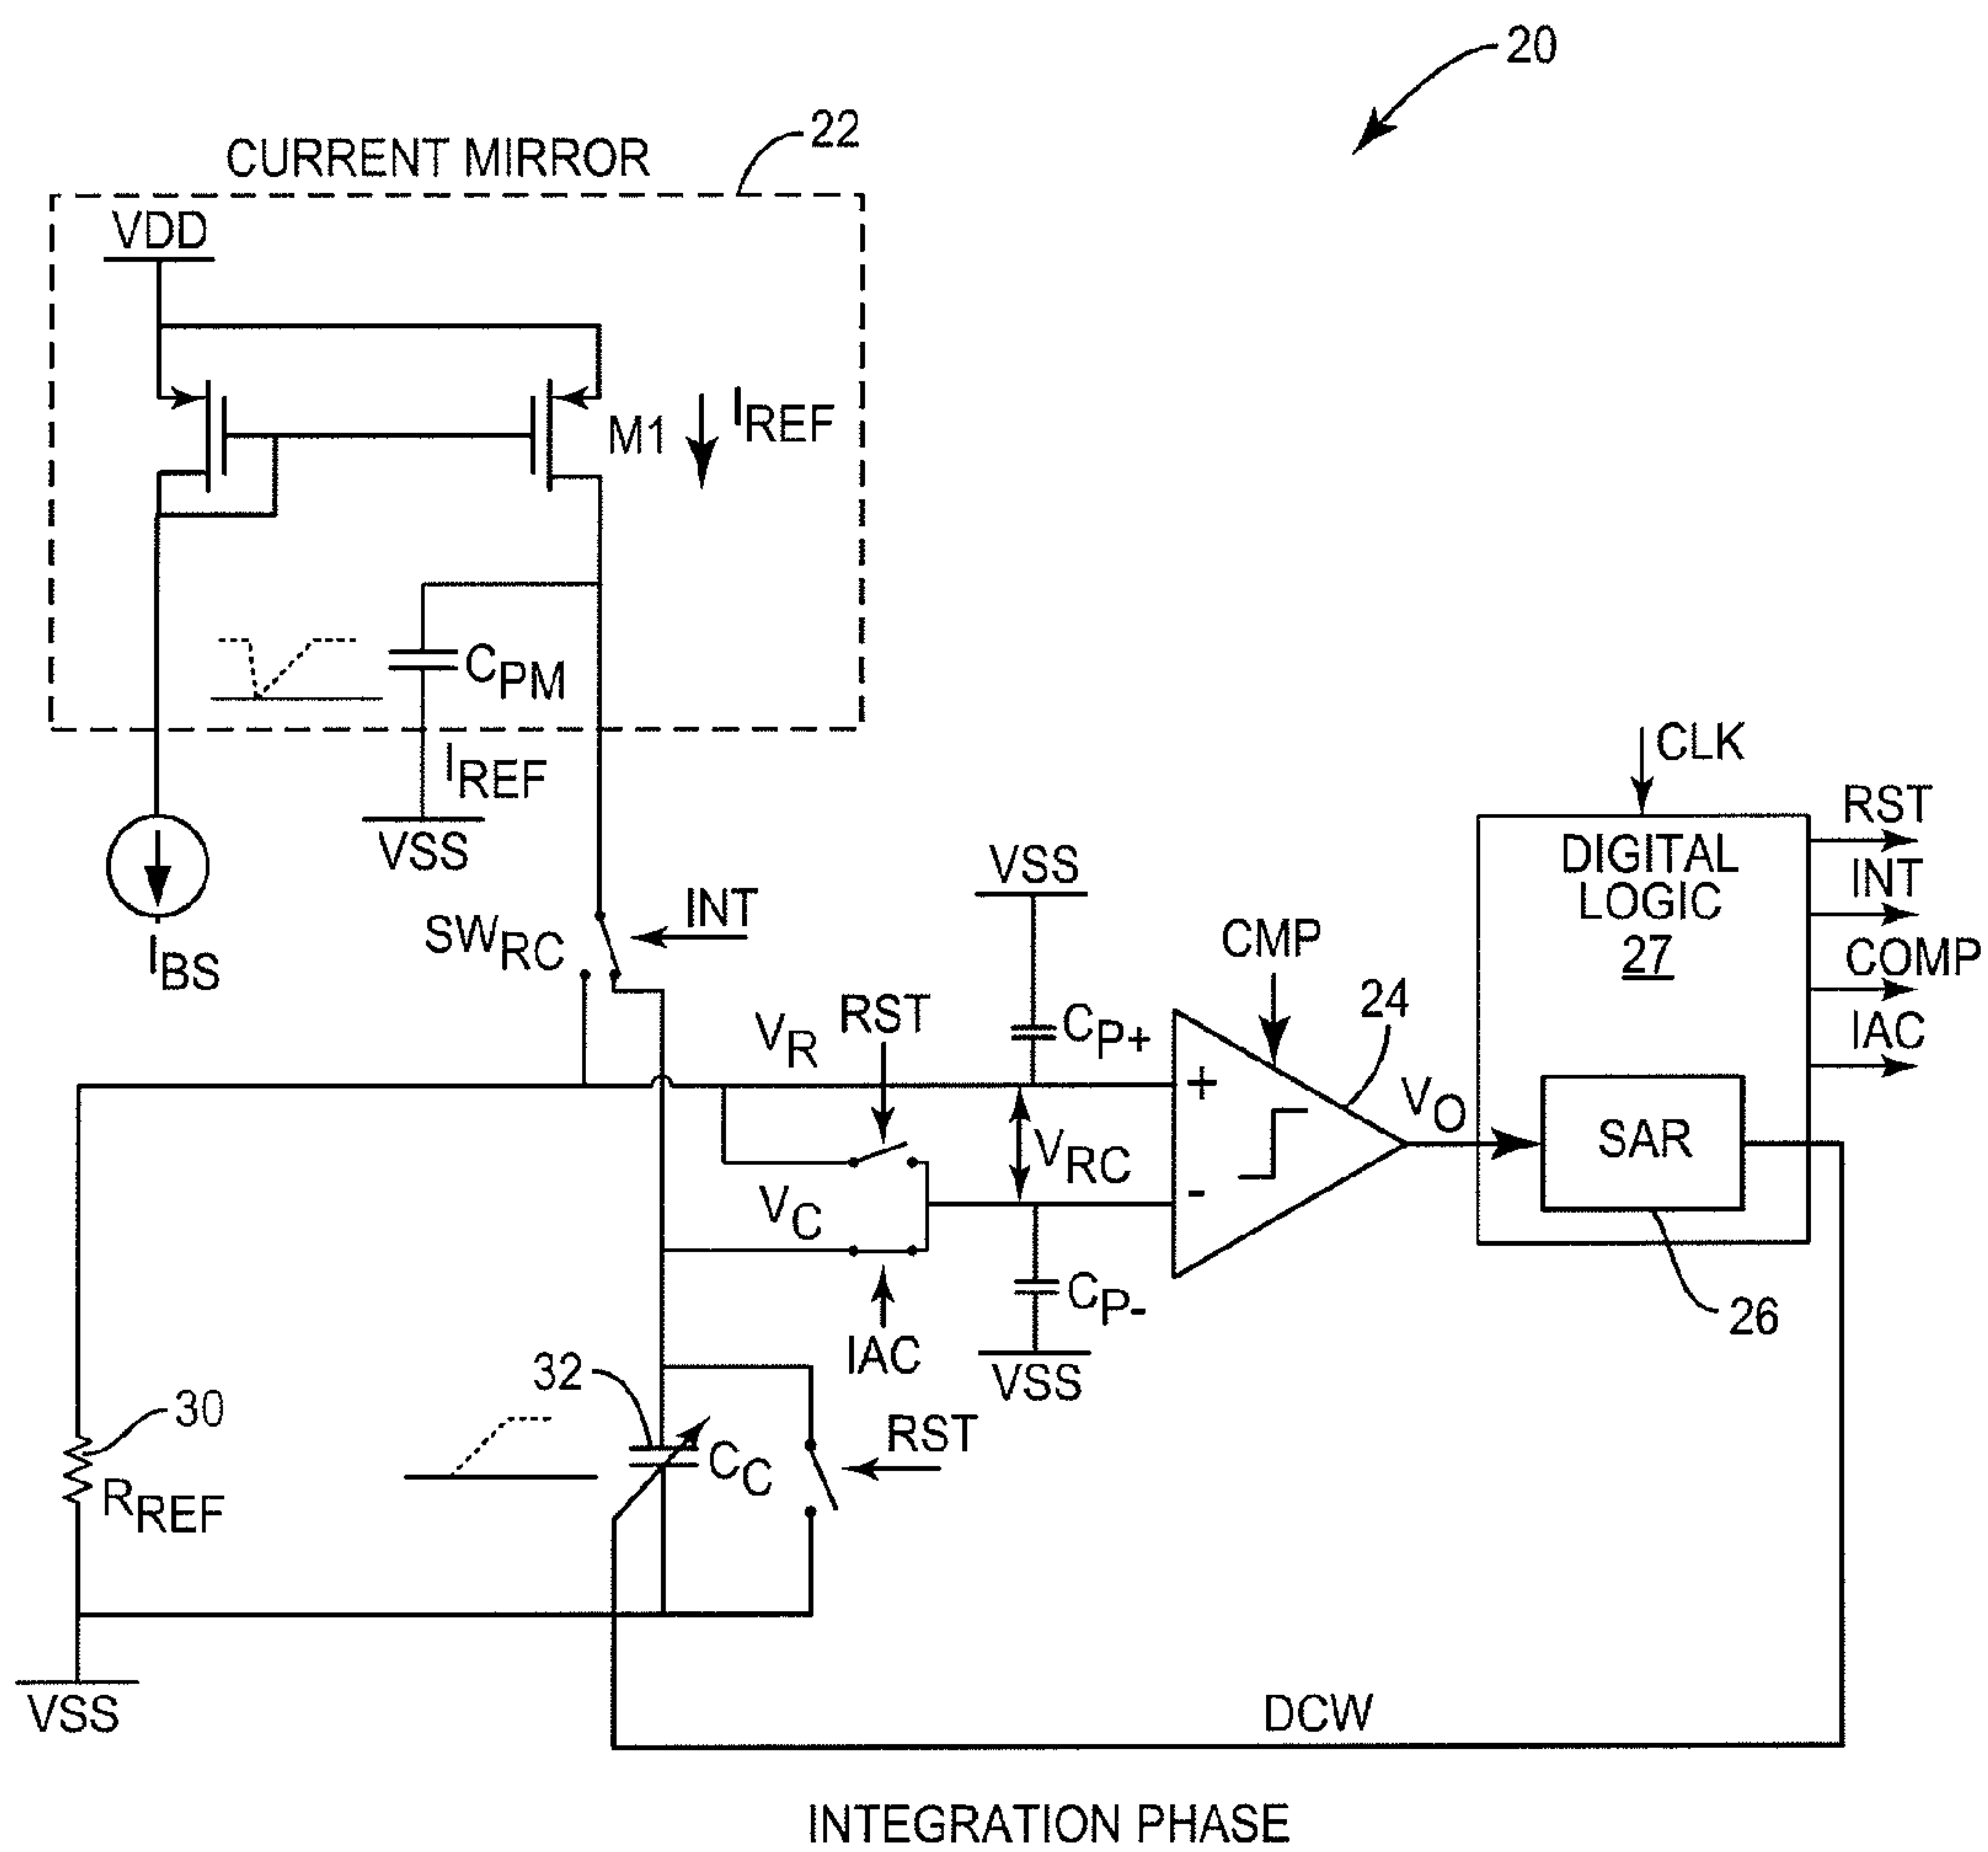 20
CURRENT MIRROR
22
VDD
M1
IREF
CPM
IREF
VSS
IBS
SWRC
INT
VSS
CLK
DIGITAL
LOGIC
27
RST
INT
COMP
IAC
CMP
24
VR
RST
CP+
+
VO
SAR
VRC
VC
-
CP-
26
IAC
VSS
32
30
RREF
CC
RST
VSS
DCW
INTEGRATION PHASE